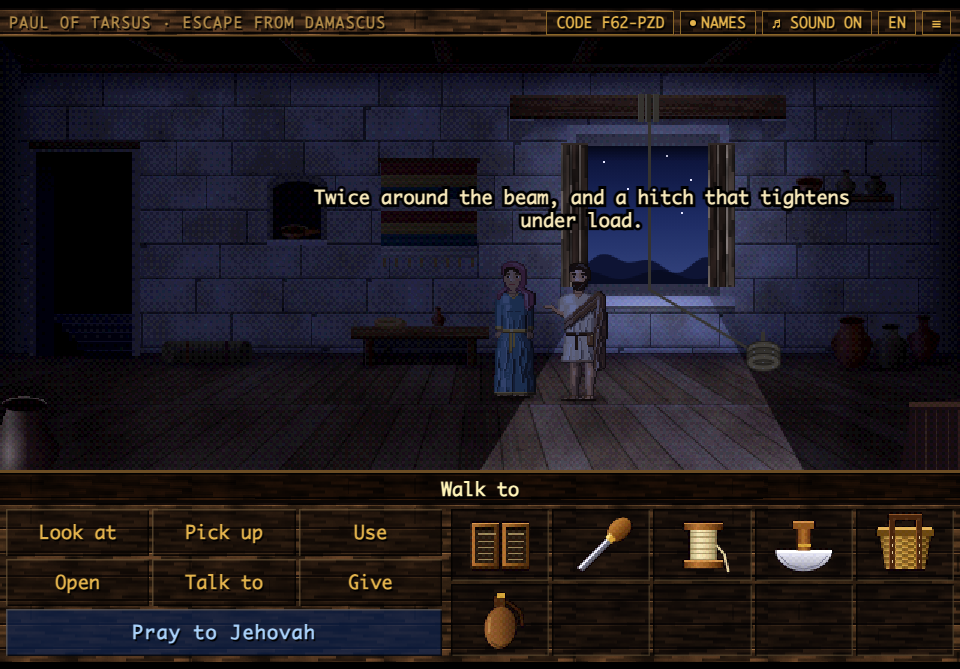 PAUL OF TARSUS · ESCAPE FROM DAMASCUS
CODE F62-PZD
● NAMES
♬ SOUND ON
EN
≡
Twice around the beam, and a hitch that tightens
under load.
Walk to
Look at
Pick up
Use
Open
Talk to
Give
Pray to Jehovah